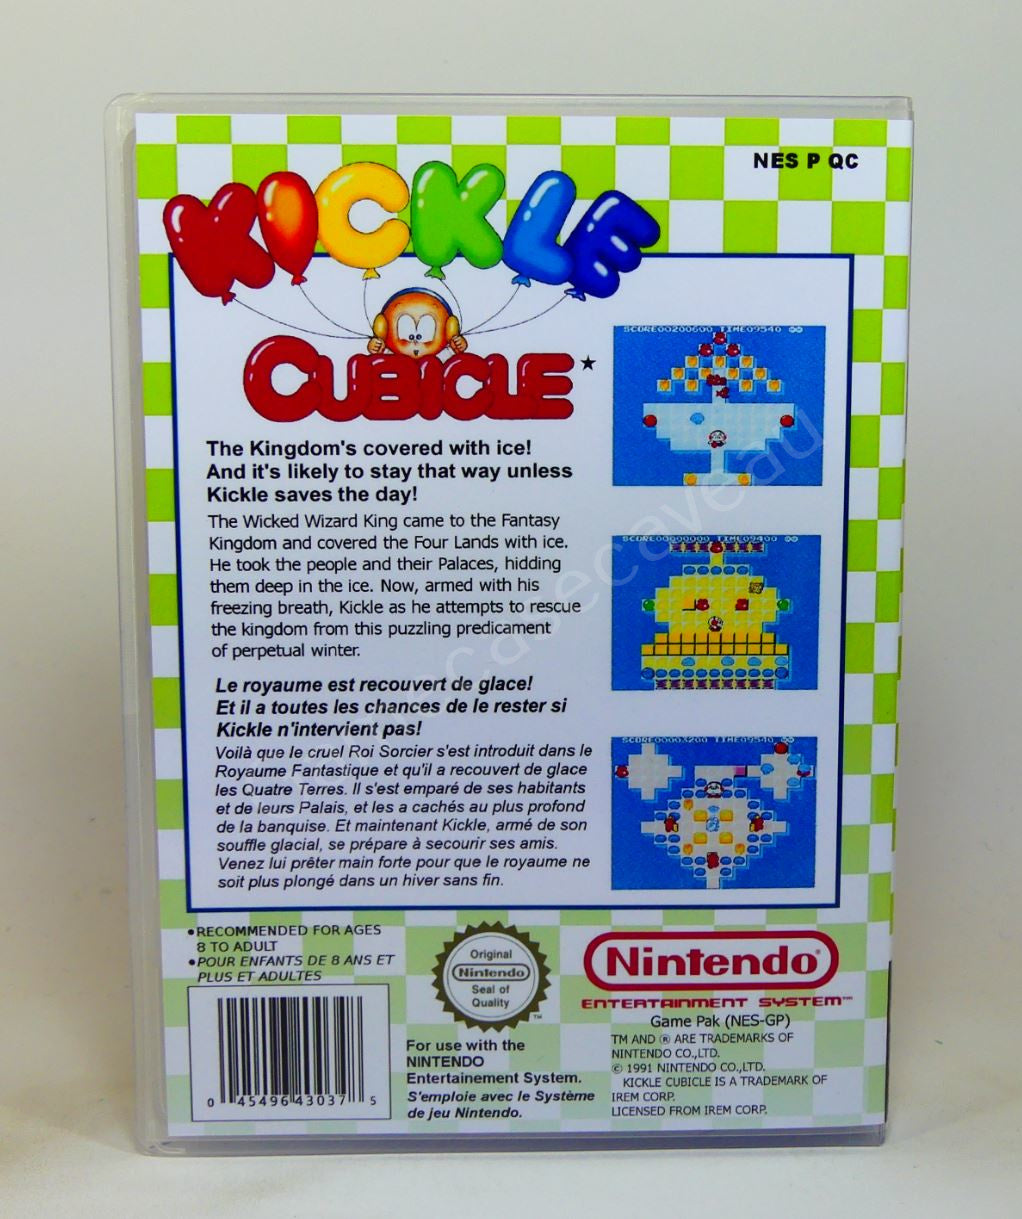 NES P QC
KICKLE
CUBICLE★
SCORE00200600 TIME09540
The Kingdom's covered with ice!
And it's likely to stay that way unless
Kickle saves the day!
The Wicked Wizard King came to the Fantasy
Kingdom and covered the Four Lands with ice.
He took the people and their Palaces, hidding
them deep in the ice. Now, armed with his
freezing breath, Kickle as he attempts to rescue
the kingdom from this puzzling predicament
of perpetual winter.
SCORE00000000 TIME09400
Le royaume est recouvert de glace!
Et il a toutes les chances de le rester si
Kickle n'intervient pas!
Voilà que le cruel Roi Sorcier s'est introduit dans le
Royaume Fantastique et qu'il a recouvert de glace
les Quatre Terres. Il s'est emparé de ses habitants
et de leurs Palais, et les a cachés au plus profond
de la banquise. Et maintenant Kickle, armé de son
souffle glacial, se prépare à secourir ses amis.
Venez lui prêter main forte pour que le royaume ne
soit plus plongé dans un hiver sans fin.
SCORE00003200 TIME09540
•RECOMMENDED FOR AGES
8 TO ADULT
•POUR ENFANTS DE 8 ANS ET
PLUS ET ADULTES
0 45496 43037 5
Original
Nintendo
Seal of
Quality
TM
For use with the
NINTENDO
Entertainement System.
S'emploie avec le Système
de jeu Nintendo.
Nintendo®
ENTERTAINMENT SYSTEM™
Game Pak (NES-GP)
TM AND ® ARE TRADEMARKS OF
NINTENDO CO.,LTD.
© 1991 NINTENDO CO.,LTD.
KICKLE CUBICLE IS A TRADEMARK OF
IREM CORP.
LICENSED FROM IREM CORP.